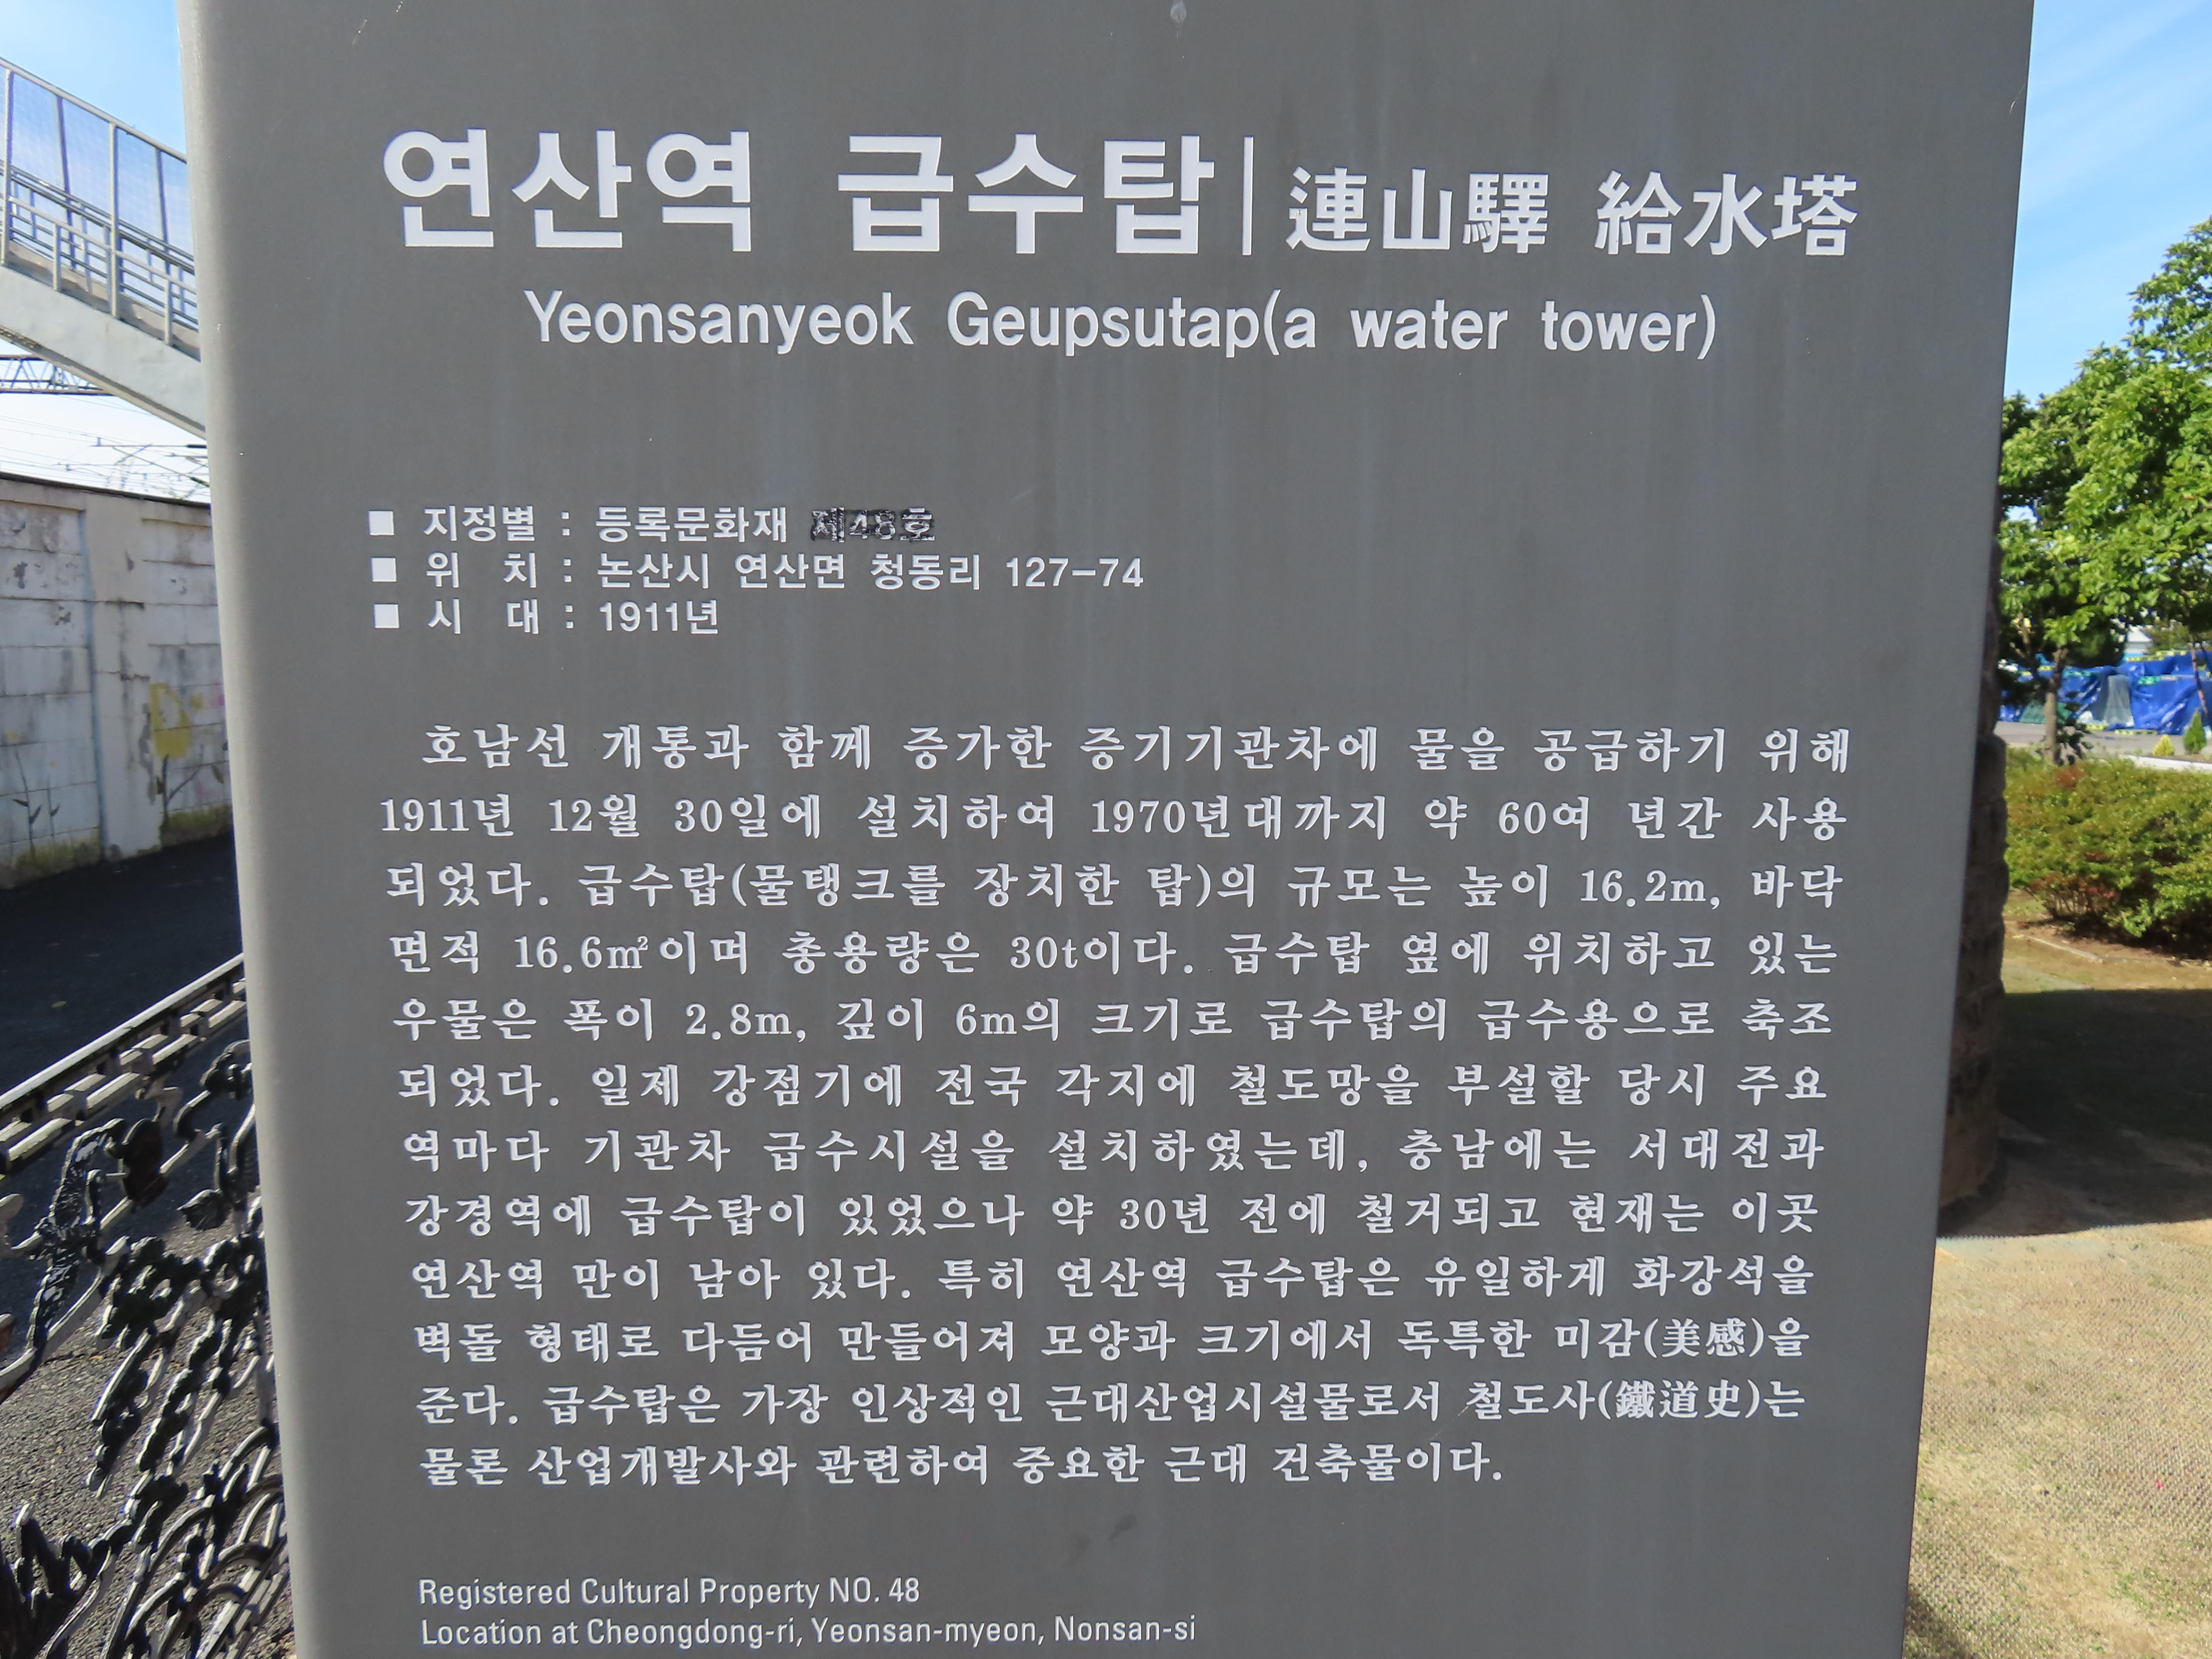 연산역 급수탑 | 連山驛 給水塔
Yeonsanyeok Geupsutap(a water tower)
■ 지정별 : 등록문화재 제48호
■ 위 치 : 논산시 연산면 청동리 127-74
■ 시 대 : 1911년
호남선 개통과 함께 증가한 증기기관차에 물을 공급하기 위해
1911년 12월 30일에 설치하여 1970년대까지 약 60여 년간 사용
되었다. 급수탑(물탱크를 장치한 탑)의 규모는 높이 16.2m, 바닥
면적 16.6㎡이며 총용량은 30t이다. 급수탑 옆에 위치하고 있는
우물은 폭이 2.8m, 깊이 6m의 크기로 급수탑의 급수용으로 축조
되었다. 일제 강점기에 전국 각지에 철도망을 부설할 당시 주요
역마다 기관차 급수시설을 설치하였는데, 충남에는 서대전과
강경역에 급수탑이 있었으나 약 30년 전에 철거되고 현재는 이곳
연산역 만이 남아 있다. 특히 연산역 급수탑은 유일하게 화강석을
벽돌 형태로 다듬어 만들어져 모양과 크기에서 독특한 미감(美感)을
준다. 급수탑은 가장 인상적인 근대산업시설물로서 철도사(鐵道史)는
물론 산업개발사와 관련하여 중요한 근대 건축물이다.
Registered Cultural Property NO. 48
Location at Cheongdong-ri, Yeonsan-myeon, Nonsan-si